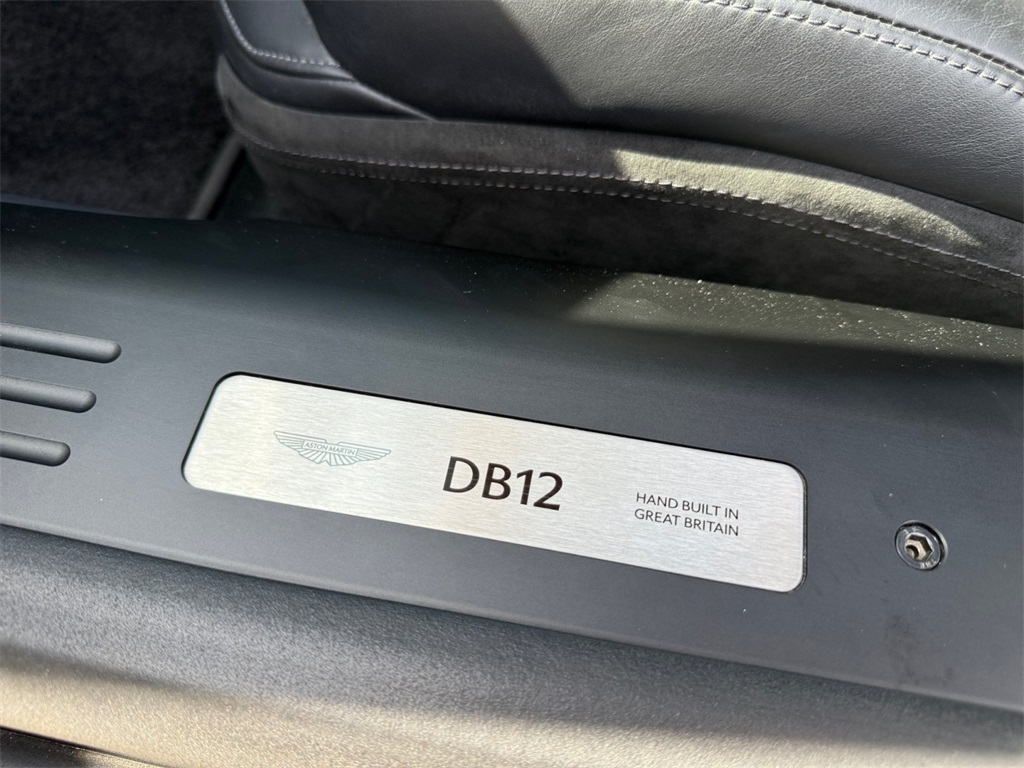 ASTON MARTIN
DB12
HAND BUILT IN
GREAT BRITAIN